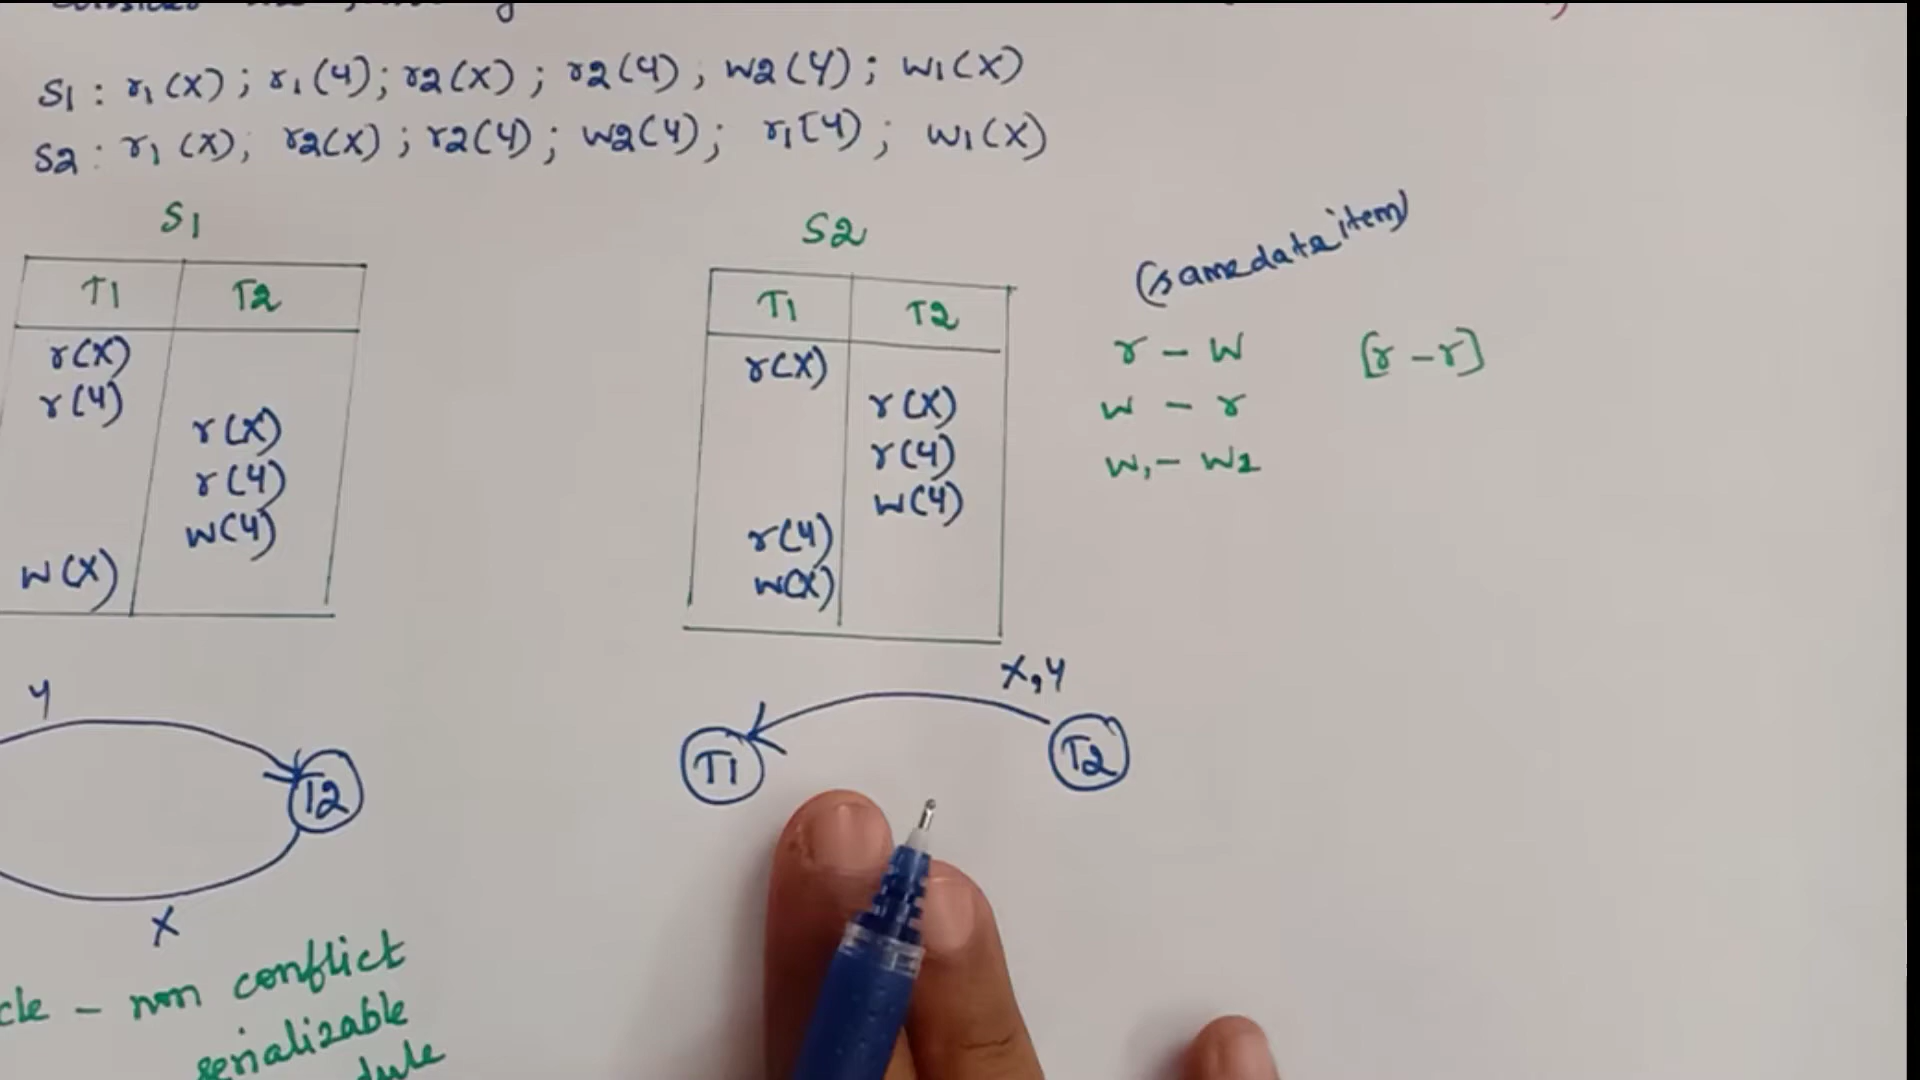 S1 : r1(X) ; r1(Y) ; r2(X) ; r2(Y) ; w2(Y) ; w1(X)
S2 : r1(X) ; r2(X) ; r2(Y) ; w2(Y) ; r1[Y) ; w1(X)
S1
T1 T2
r(X)
r(Y)
r(X)
r(Y)
w(Y)
w(X)
Y
T2
X
cle - non conflict
serializable
dule
S2
T1 T2
r(X)
r(X)
r(Y)
w(Y)
r(Y)
w(X)
X,Y
T1 T2
(same data item)
r - w [r - r]
w - r
w1 - w2